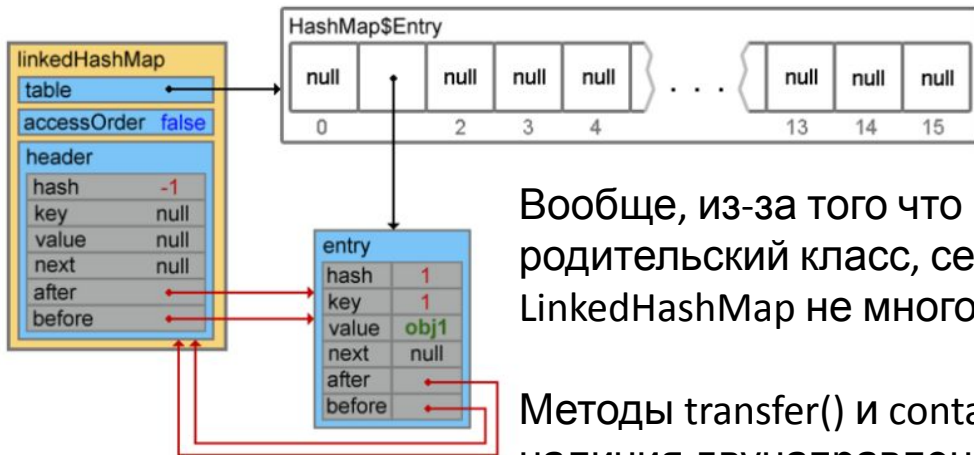 HashMap$Entry
null null null null . . . null null null
0 2 3 4 13 14 15
linkedHashMap
table
accessOrder false
header
hash -1
key null
value null
next null
after
before
entry
hash 1
key 1
value obj1
next null
after
before
Вообще, из-за того что
родительский класс, се
LinkedHashMap не много
Методы transfer() и conta